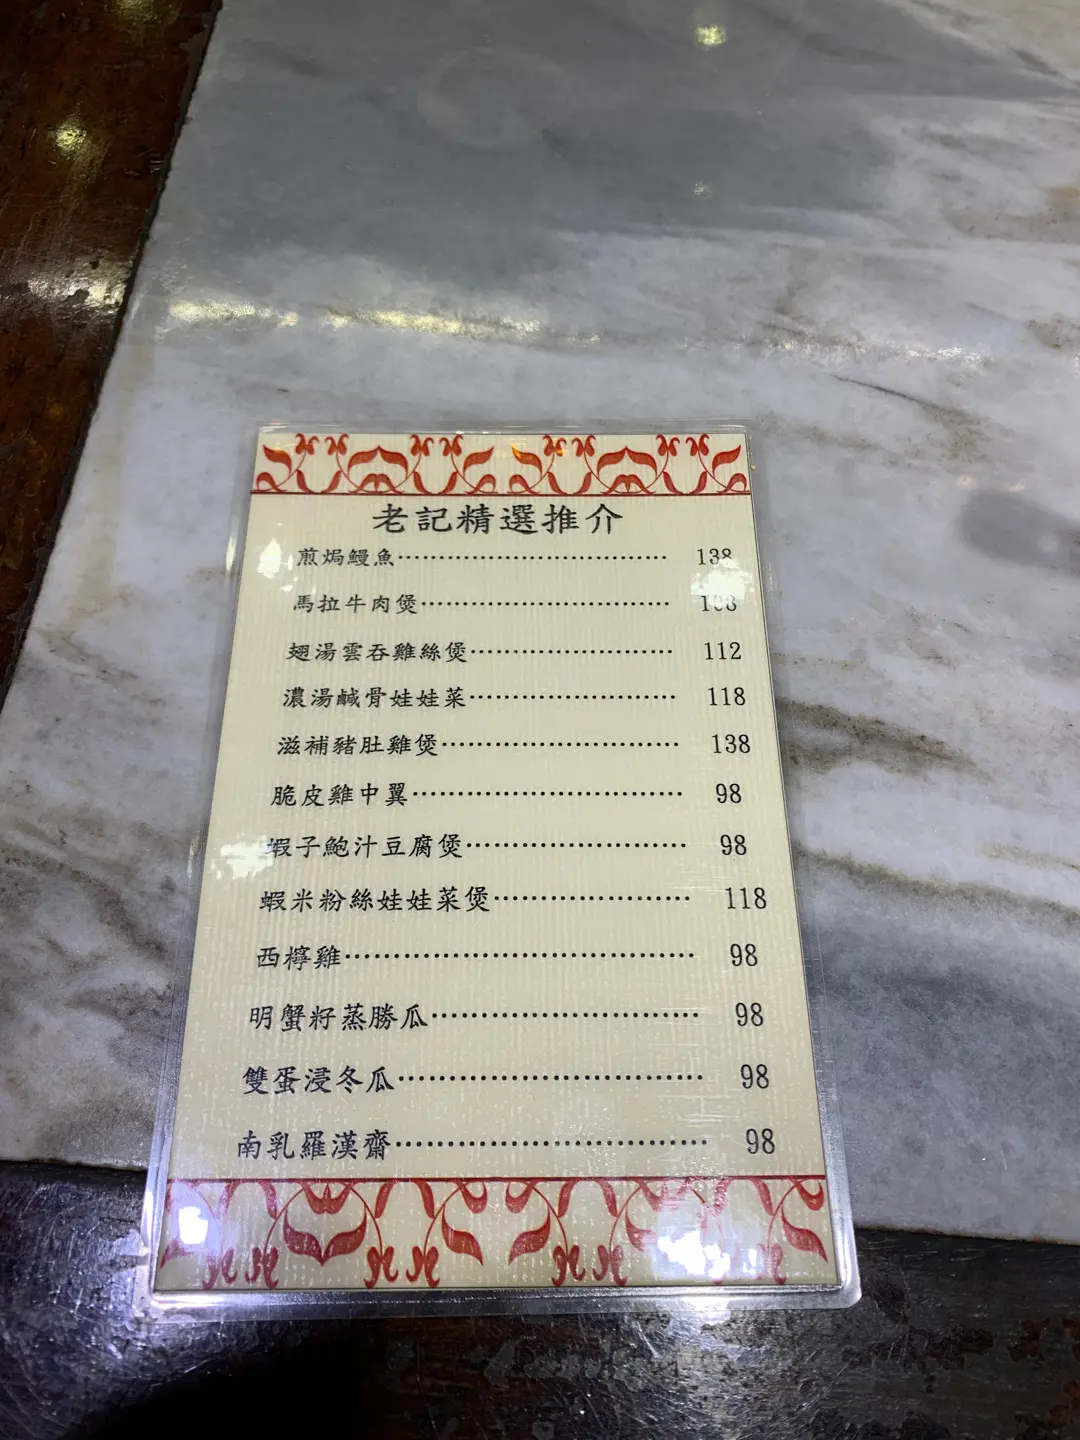 老記精選推介
煎焗鰻魚 138
馬拉牛肉煲
翅湯雲吞雞絲煲 112
濃湯鹹骨娃娃菜 118
滋補豬肚雞煲 138
脆皮雞中翼 98
蝦子鮑汁豆腐煲 98
蝦米粉絲娃娃菜煲 118
西檸雞 98
明蟹籽蒸勝瓜 98
雙蛋浸冬瓜 98
南乳羅漢齋 98